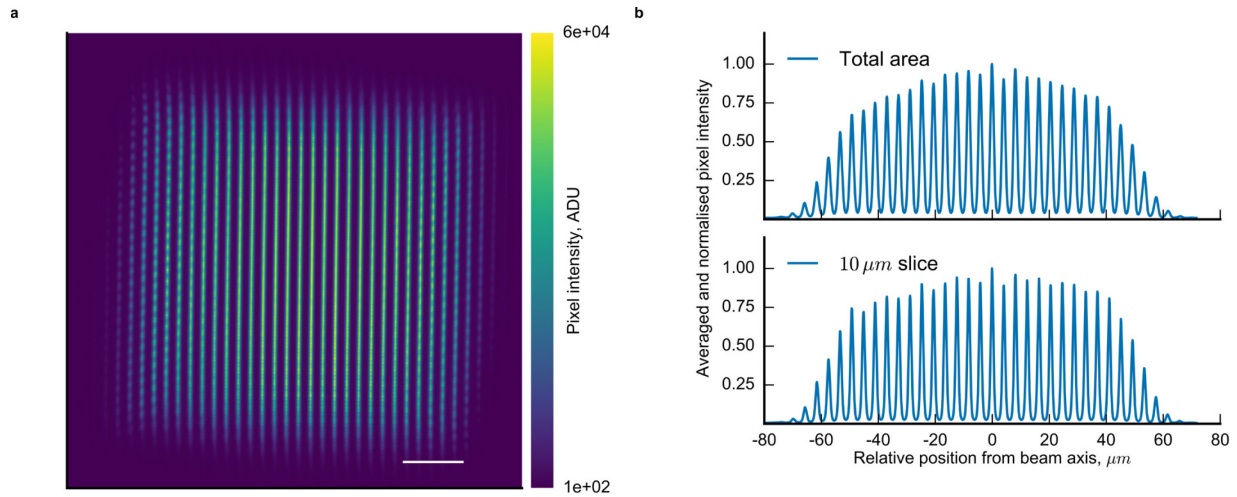 a
6e+04
Pixel intensity, ADU
1e+02
b
Averaged and normalised pixel intensity
1.00
0.75
0.50
0.25
Total area
1.00
0.75
0.50
0.25
10 μm slice
-80 -60 -40 -20 0 20 40 60 80
Relative position from beam axis, μm